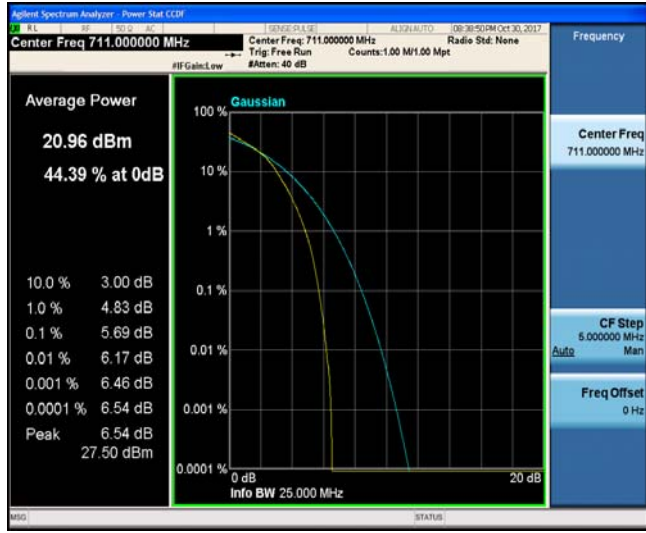 Agilent Spectrum Analyzer - Power Stat CCDF
RL RF 50 Ω AC SENSE:PULSE ALIGN AUTO 08:38:50 PM Oct 30, 2017
Center Freq 711.000000 MHz
Center Freq: 711.000000 MHz Radio Std: None
Trig: Free Run Counts:1.00 M/1.00 Mpt
#IFGain:Low #Atten: 40 dB
Frequency
Average Power
20.96 dBm
44.39 % at 0dB
10.0 % 3.00 dB
1.0 % 4.83 dB
0.1 % 5.69 dB
0.01 % 6.17 dB
0.001 % 6.46 dB
0.0001 % 6.54 dB
Peak 6.54 dB
27.50 dBm
Gaussian
100 %
10 %
1 %
0.1 %
0.01 %
0.001 %
0.0001 %
0 dB 20 dB
Info BW 25.000 MHz
Center Freq
711.000000 MHz
CF Step
5.000000 MHz
Auto Man
Freq Offset
0 Hz
MSG STATUS